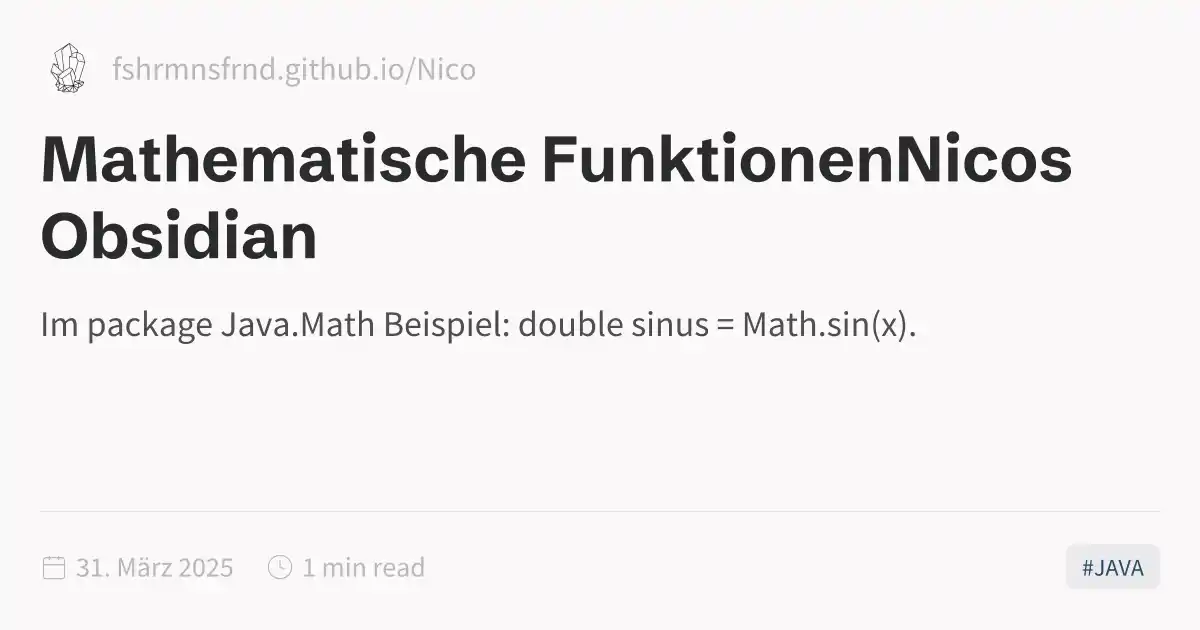 fshrmnsfrnd.github.io/Nico
Mathematische FunktionenNicos
Obsidian
Im package Java.Math Beispiel: double sinus = Math.sin(x).
31. März 2025
1 min read
#JAVA